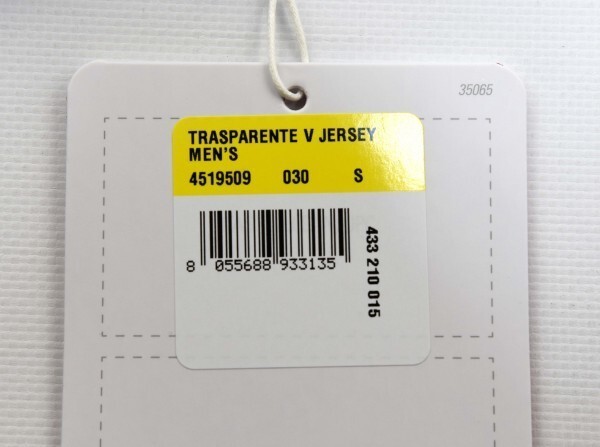 35065
TRASPARENTE V JERSEY
MEN'S
4519509 030 S
8 055688 933135
433 210 015